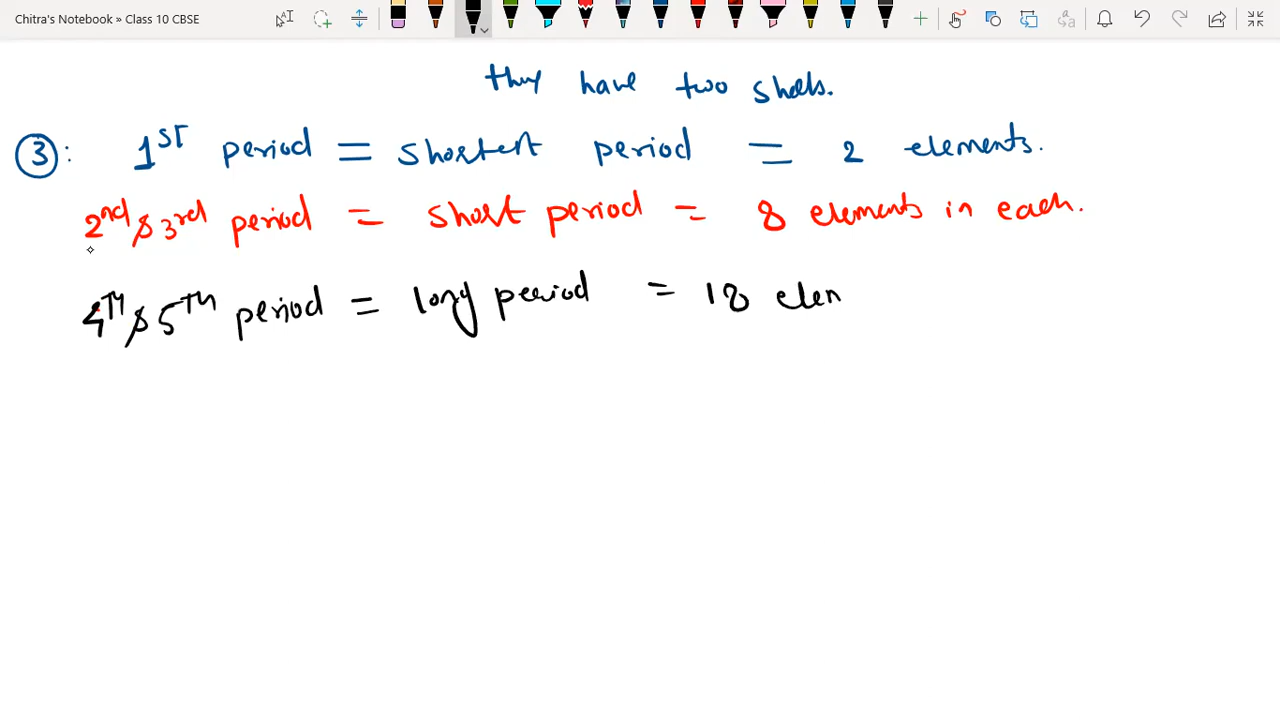 Chitra's Notebook » Class 10 CBSE
they have two shells.
③: 1ST period = shortest period = 2 elements.
2nd & 3rd period = short period = 8 elements in each.
4TH & 5TH period = long period = 18 elem